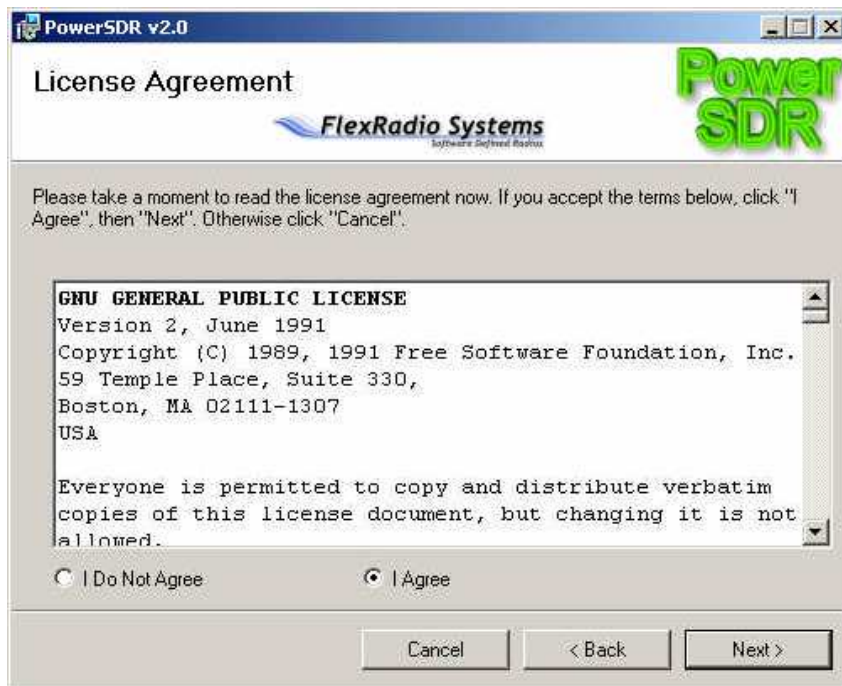 PowerSDR v2.0
License Agreement
Power
SDR
FlexRadio Systems
Software Defined Radios
Please take a moment to read the license agreement now. If you accept the terms below, click "I
Agree", then "Next". Otherwise click "Cancel".
GNU GENERAL PUBLIC LICENSE
Version 2, June 1991
Copyright (C) 1989, 1991 Free Software Foundation, Inc.
59 Temple Place, Suite 330,
Boston, MA 02111-1307
USA
Everyone is permitted to copy and distribute verbatim
copies of this license document, but changing it is not
allowed.
I Do Not Agree
I Agree
Cancel
< Back
Next >